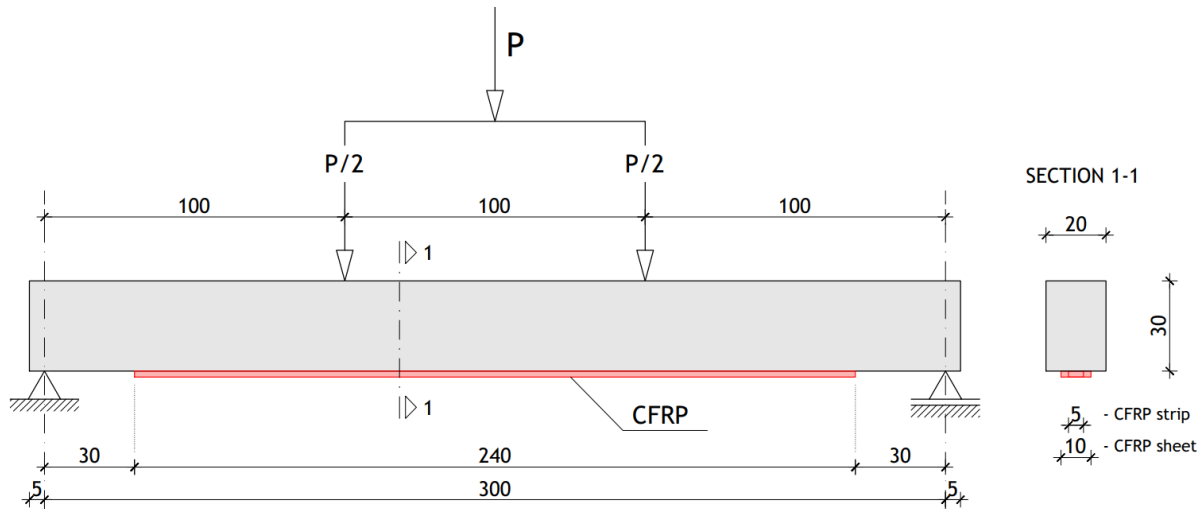 P
P/2 P/2
SECTION 1-1
100 100 100 20
1
30
1
CFRP
5 - CFRP strip
10 - CFRP sheet
30 240 30
5 300 5